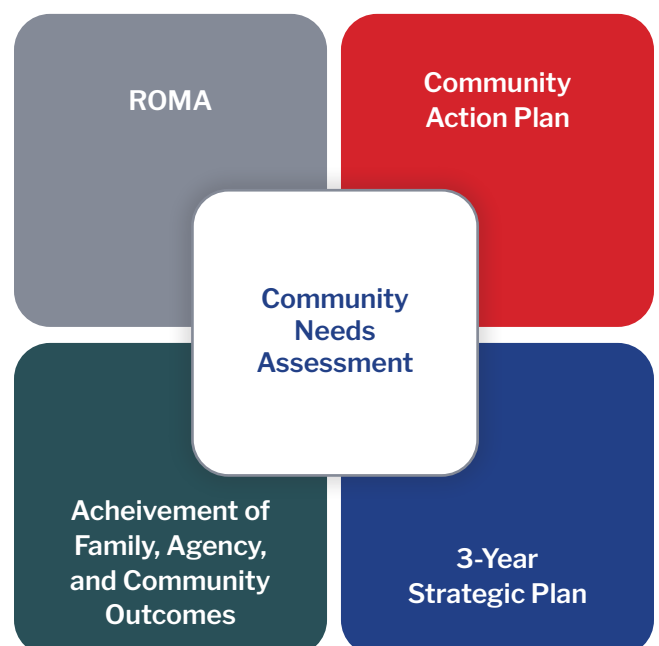 ROMA
Community
Action Plan
Community
Needs
Assessment
Acheivement of
Family, Agency,
and Community
Outcomes
3-Year
Strategic Plan